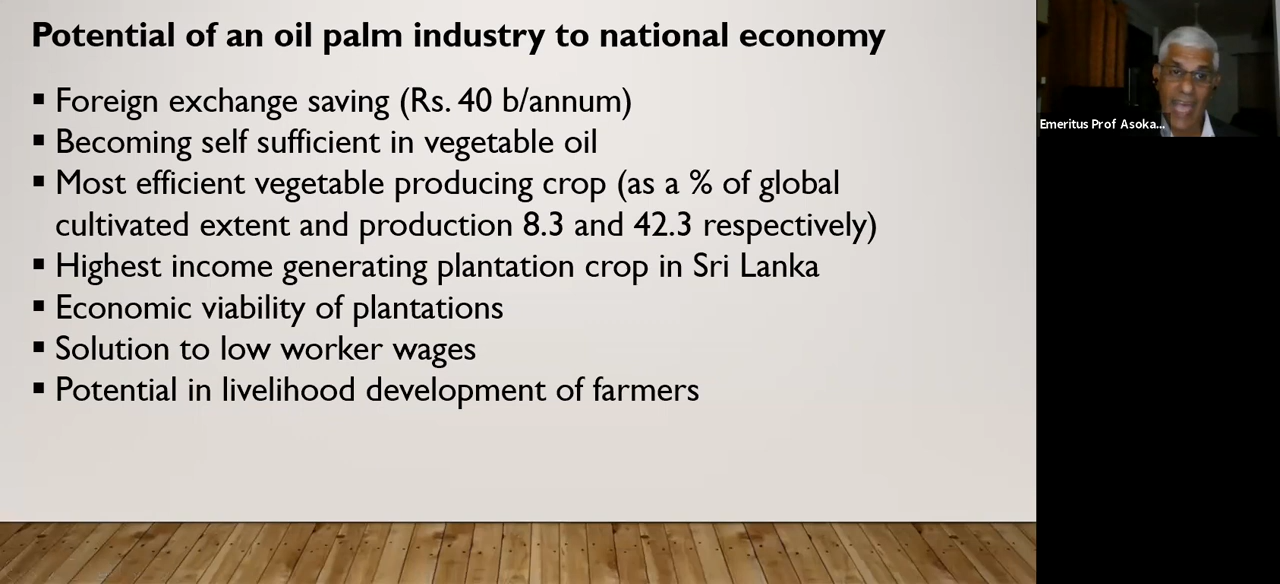 Potential of an oil palm industry to national economy
▪ Foreign exchange saving (Rs. 40 b/annum)
▪ Becoming self sufficient in vegetable oil
▪ Most efficient vegetable producing crop (as a % of global
cultivated extent and production 8.3 and 42.3 respectively)
▪ Highest income generating plantation crop in Sri Lanka
▪ Economic viability of plantations
▪ Solution to low worker wages
▪ Potential in livelihood development of farmers
Emeritus Prof Asoka...